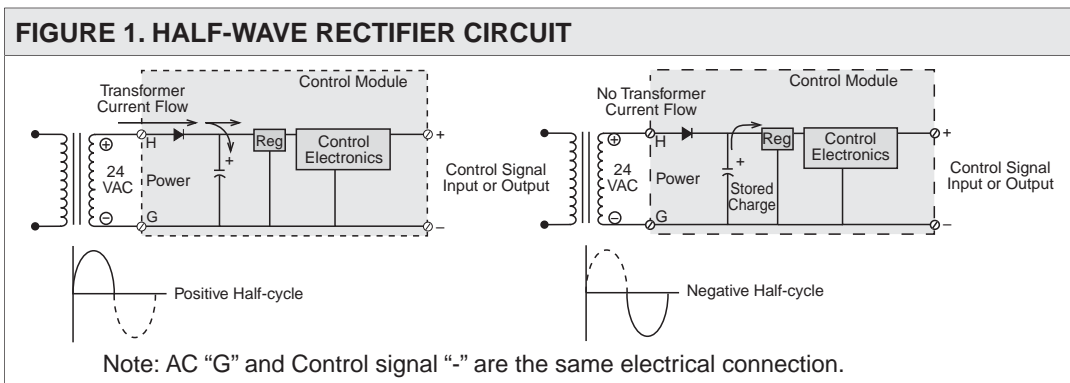 FIGURE 1. HALF-WAVE RECTIFIER CIRCUIT
Control Module
Transformer
Current Flow
H
+
Reg
Control
Electronics
+
24
VAC
Power
Control Signal
Input or Output
G
–
Positive Half-cycle
Control Module
No Transformer
Current Flow
H
+
Reg
Control
Electronics
+
24
VAC
Power
Stored
Charge
Control Signal
Input or Output
G
–
Negative Half-cycle
Note: AC “G” and Control signal “-” are the same electrical connection.